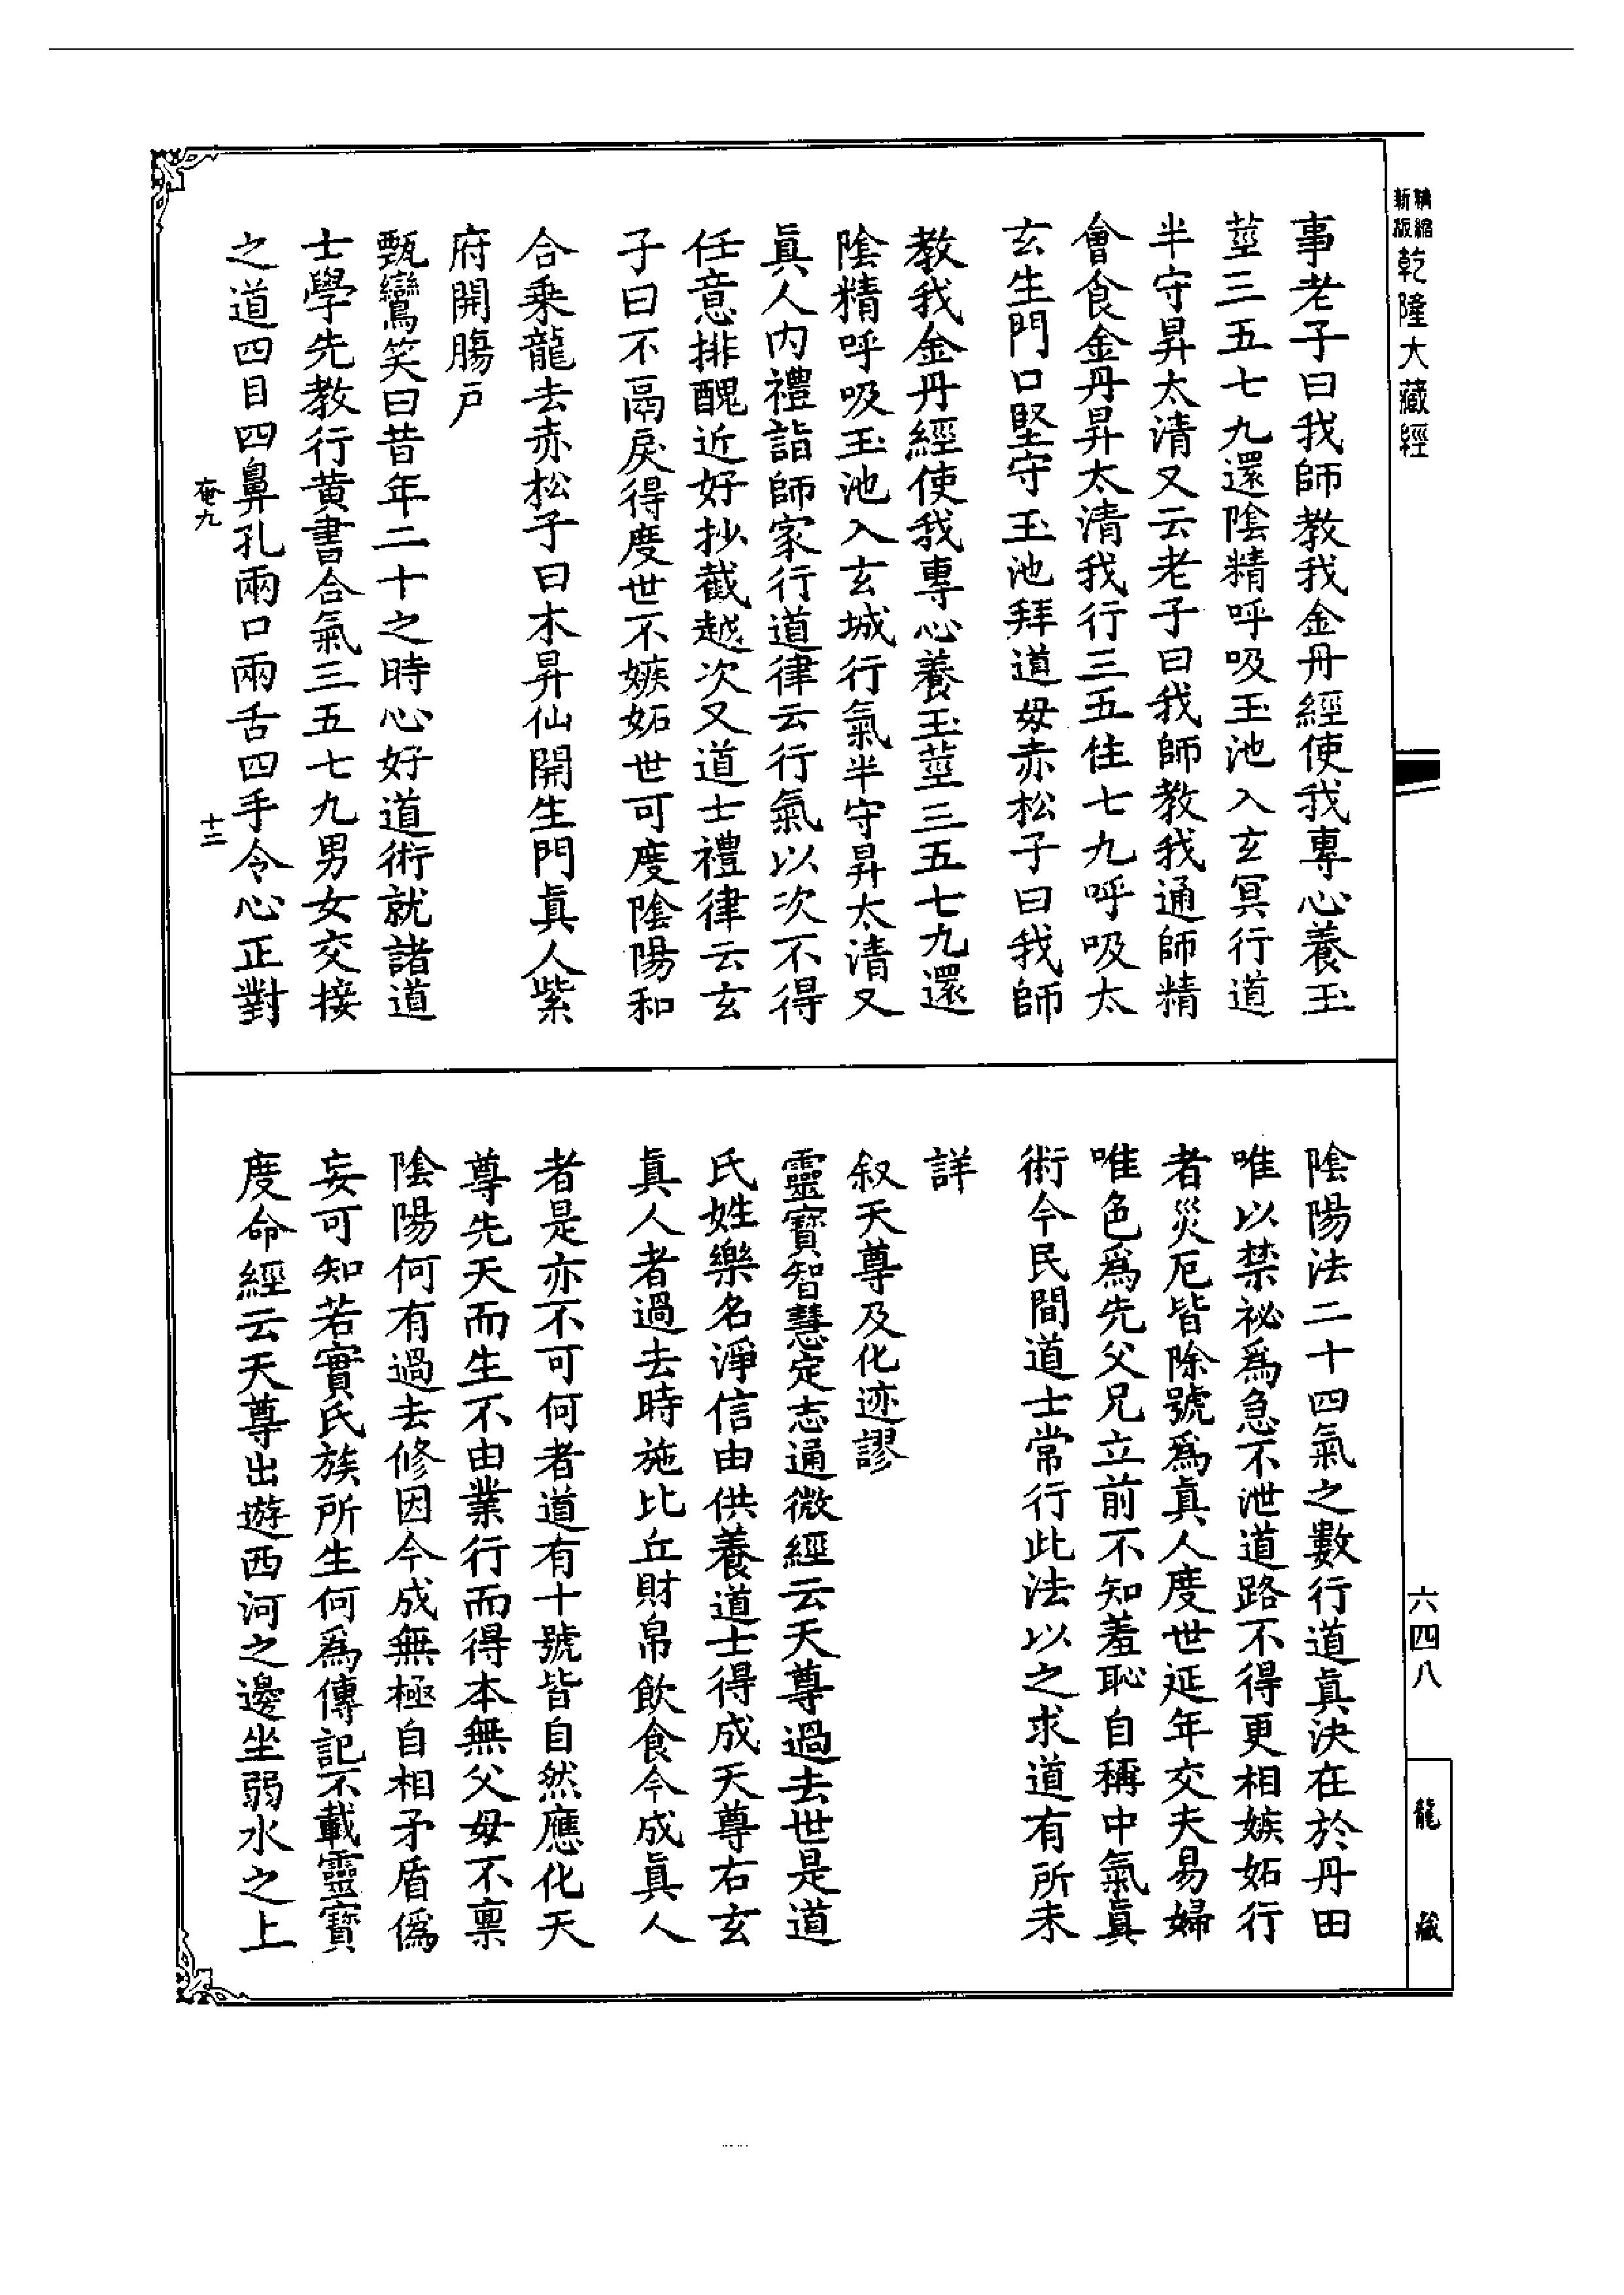 精縮新版乾隆大藏經
六四八
龍藏
事老子曰我師教我金丹經使我專心養玉
莖三五七九還陰精呼吸玉池入玄冥行道
半守昇太清又云老子曰我師教我通師精
會食金丹昇太清我行三五住七九呼吸太
玄生門口堅守玉池拜道毋赤松子曰我師
教我金丹經使我專心養玉莖三五七九還
陰精呼吸玉池入玄城行氣半守昇太清又
眞人內禮詣師家行道律云行氣以次不得
任意排醜近好抄截越次又道士禮律云玄
子曰不鬲戾得度世不嫉妬世可度陰陽和
合乗龍去赤松子曰木昇仙開生門眞人紫
府開膓戸
甄鸞笑曰昔年二十之時心好道術就諸道
士學先教行黄書合氣三五七九男女交接
之道四目四鼻孔兩口兩舌四手令心正對
奄九
十二
陰陽法二十四氣之數行道眞決在於丹田
唯以禁祕爲急不泄道路不得更相嫉妬行
者災厄皆除號爲眞人度世延年交夫易婦
唯色爲先父兄立前不知羞恥自稱中氣眞
術今民間道士常行此法以之求道有所未
詳
叙天尊及化迹謬
靈寳智慧定志通微經云天尊過去世是道
氏姓樂名淨信由供養道士得成天尊右玄
眞人者過去時施比丘財帛飲食今成眞人
者是亦不可何者道有十號皆自然應化天
尊先天而生不由業行而得本無父毋不禀
陰陽何有過去修因今成無極自相矛盾僞
妄可知若實氏族所生何爲傳記不載靈寳
度命經云天尊出遊西河之邊坐弱水之上